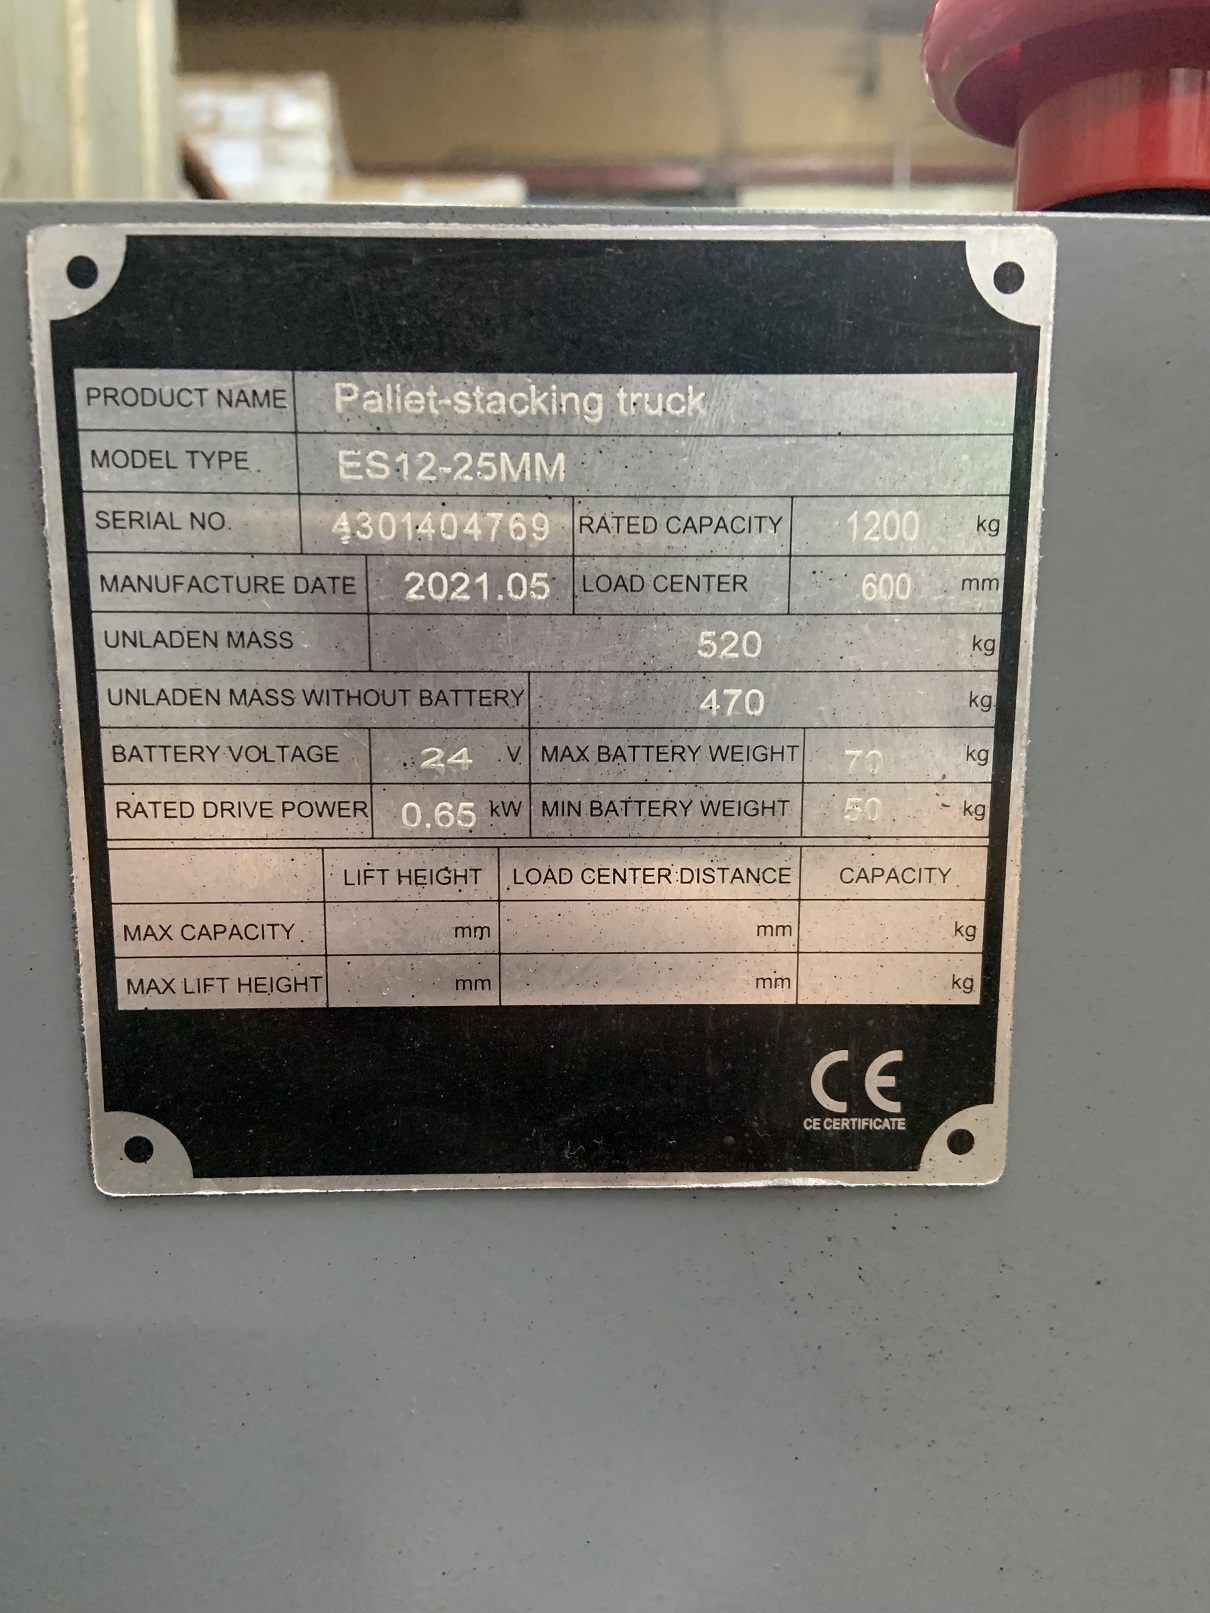 PRODUCT NAME Pallet-stacking truck
MODEL TYPE ES12-25MM
SERIAL NO. 4301404769 RATED CAPACITY 1200 kg
MANUFACTURE DATE 2021.05 LOAD CENTER 600 mm
UNLADEN MASS 520 kg
UNLADEN MASS WITHOUT BATTERY 470 kg
BATTERY VOLTAGE 24 V MAX BATTERY WEIGHT 70 kg
RATED DRIVE POWER 0.65 kW MIN BATTERY WEIGHT 50 kg
LIFT HEIGHT LOAD CENTER DISTANCE CAPACITY
MAX CAPACITY mm mm kg
MAX LIFT HEIGHT mm mm kg
CE
CE CERTIFICATE